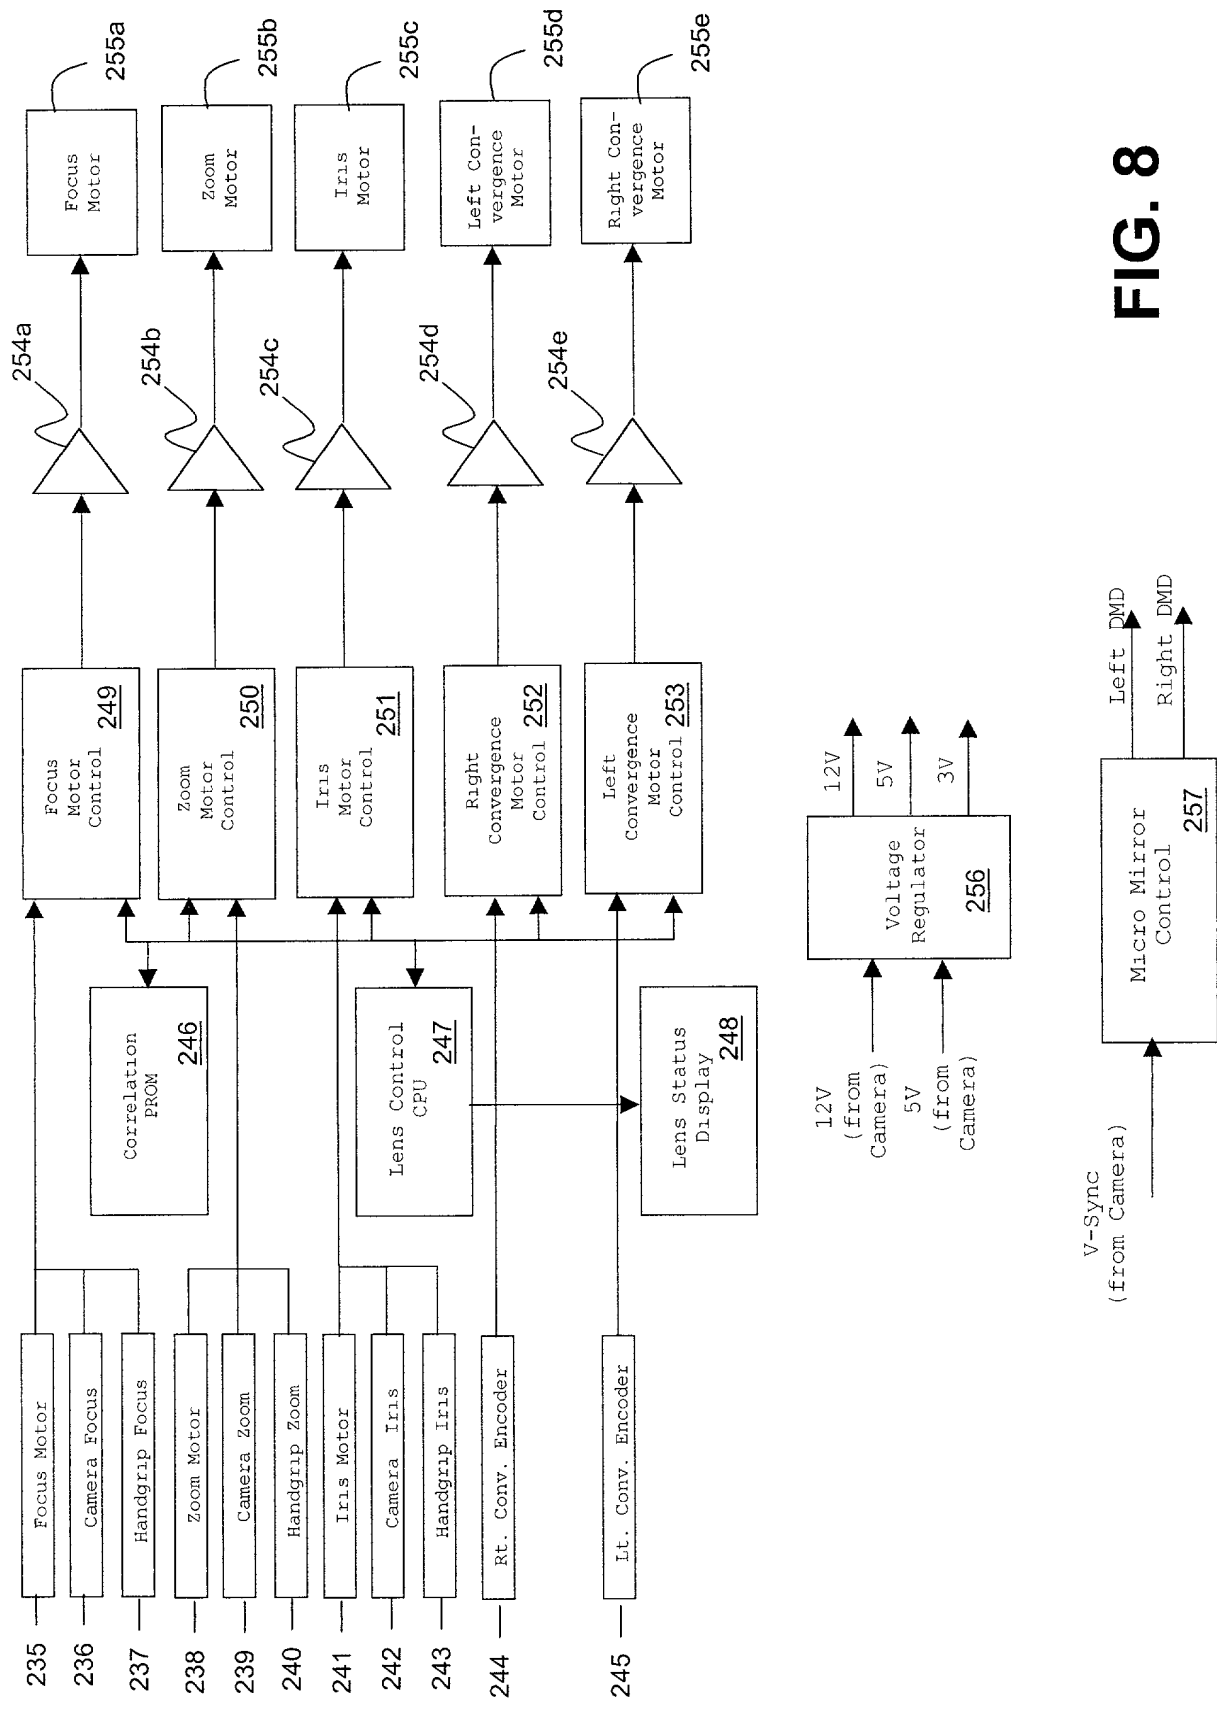 235
Focus Motor
236
Camera Focus
237
Handgrip Focus
238
Zoom Motor
239
Camera Zoom
240
Handgrip Zoom
241
Iris Motor
242
Camera Iris
243
Handgrip Iris
244
Rt. Conv. Encoder
245
Lt. Conv. Encoder
Correlation
PROM
246
Lens Control
CPU
247
Lens Status
Display
248
Focus
Motor
Control
249
Zoom
Motor
Control
250
Iris
Motor
Control
251
Right
Convergence
Motor
Control
252
Left
Convergence
Motor
Control
253
254a
254b
254c
254d
254e
Focus
Motor
255a
Zoom
Motor
255b
Iris
Motor
255c
Left Con-
vergence
Motor
255d
Right Con-
vergence
Motor
255e
12V
(from
Camera)
5V
(from
Camera)
Voltage
Regulator
256
12V
5V
3V
V-Sync
(from Camera)
Micro Mirror
Control
257
Left DMD
Right DMD
FIG. 8